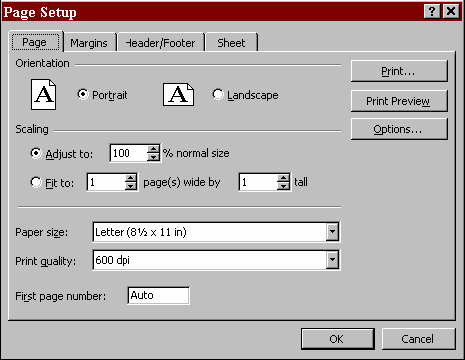 Page Setup
Page Margins Header/Footer Sheet
Orientation
A Portrait A Landscape
Print...
Print Preview
Options...
Scaling
Adjust to: 100 % normal size
Fit to: 1 page(s) wide by 1 tall
Paper size: Letter (8½ x 11 in)
Print quality: 600 dpi
First page number: Auto
OK Cancel